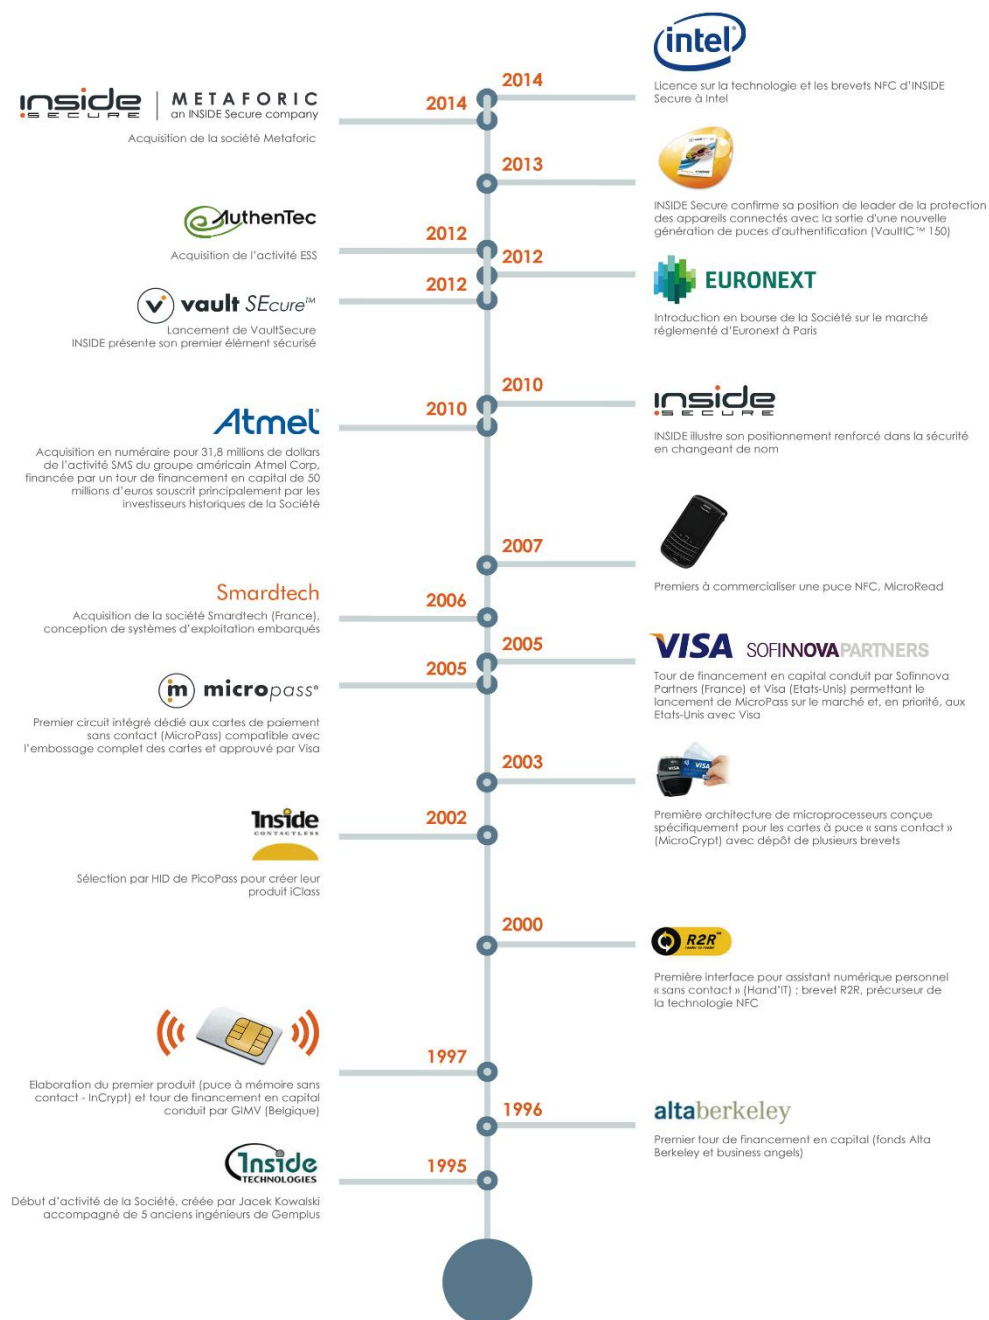 intel
2014
Licence sur la technologie et les brevets NFC d'INSIDE
Secure à Intel
inside
SECURE
METAFORIC
an INSIDE Secure company
2014
Acquisition de la société Metaforic
2013
INSIDE Secure confirme sa position de leader de la protection
des appareils connectés avec la sortie d'une nouvelle
génération de puces d'authentification (VaultIC™ 150)
AuthenTec
2012
Acquisition de l'activité ESS
2012
EURONEXT
Introduction en bourse de la Société sur le marché
réglementé d'Euronext à Paris
2012
vault SEcure™
Lancement de VaultSecure
INSIDE présente son premier élément sécurisé
2010
inside
SECURE
INSIDE illustre son positionnement renforcé dans la sécurité
en changeant de nom
2010
Atmel
Acquisition en numéraire pour 31,8 millions de dollars
de l'activité SMS du groupe américain Atmel Corp,
financée par un tour de financement en capital de 50
millions d'euros souscrit principalement par les
investisseurs historiques de la Société
2007
Premiers à commercialiser une puce NFC, MicroRead
Smardtech
2006
Acquisition de la société Smardtech (France),
conception de systèmes d'exploitation embarqués
2005
VISA SOFINNOVAPARTNERS
Tour de financement en capital conduit par Sofinnova
Partners (France) et Visa (Etats-Unis) permettant le
lancement de MicroPass sur le marché et, en priorité, aux
Etats-Unis avec Visa
2005
m micropass®
Premier circuit intégré dédié aux cartes de paiement
sans contact (MicroPass) compatible avec
l'embossage complet des cartes et approuvé par Visa
2003
VISA
Première architecture de microprocesseurs conçue
spécifiquement pour les cartes à puce « sans contact »
(MicroCrypt) avec dépôt de plusieurs brevets
Inside
CONTACTLESS
2002
Sélection par HID de PicoPass pour créer leur
produit iClass
2000
R2R™
Première interface pour assistant numérique personnel
« sans contact » (Hand'IT) ; brevet R2R, précurseur de
la technologie NFC
1997
Elaboration du premier produit (puce à mémoire sans
contact - InCrypt) et tour de financement en capital
conduit par GIMV (Belgique)
1996
altaberkeley
Premier tour de financement en capital (fonds Alta
Berkeley et business angels)
Inside
TECHNOLOGIES
1995
Début d'activité de la Société, créée par Jacek Kowalski
accompagné de 5 anciens ingénieurs de Gemplus